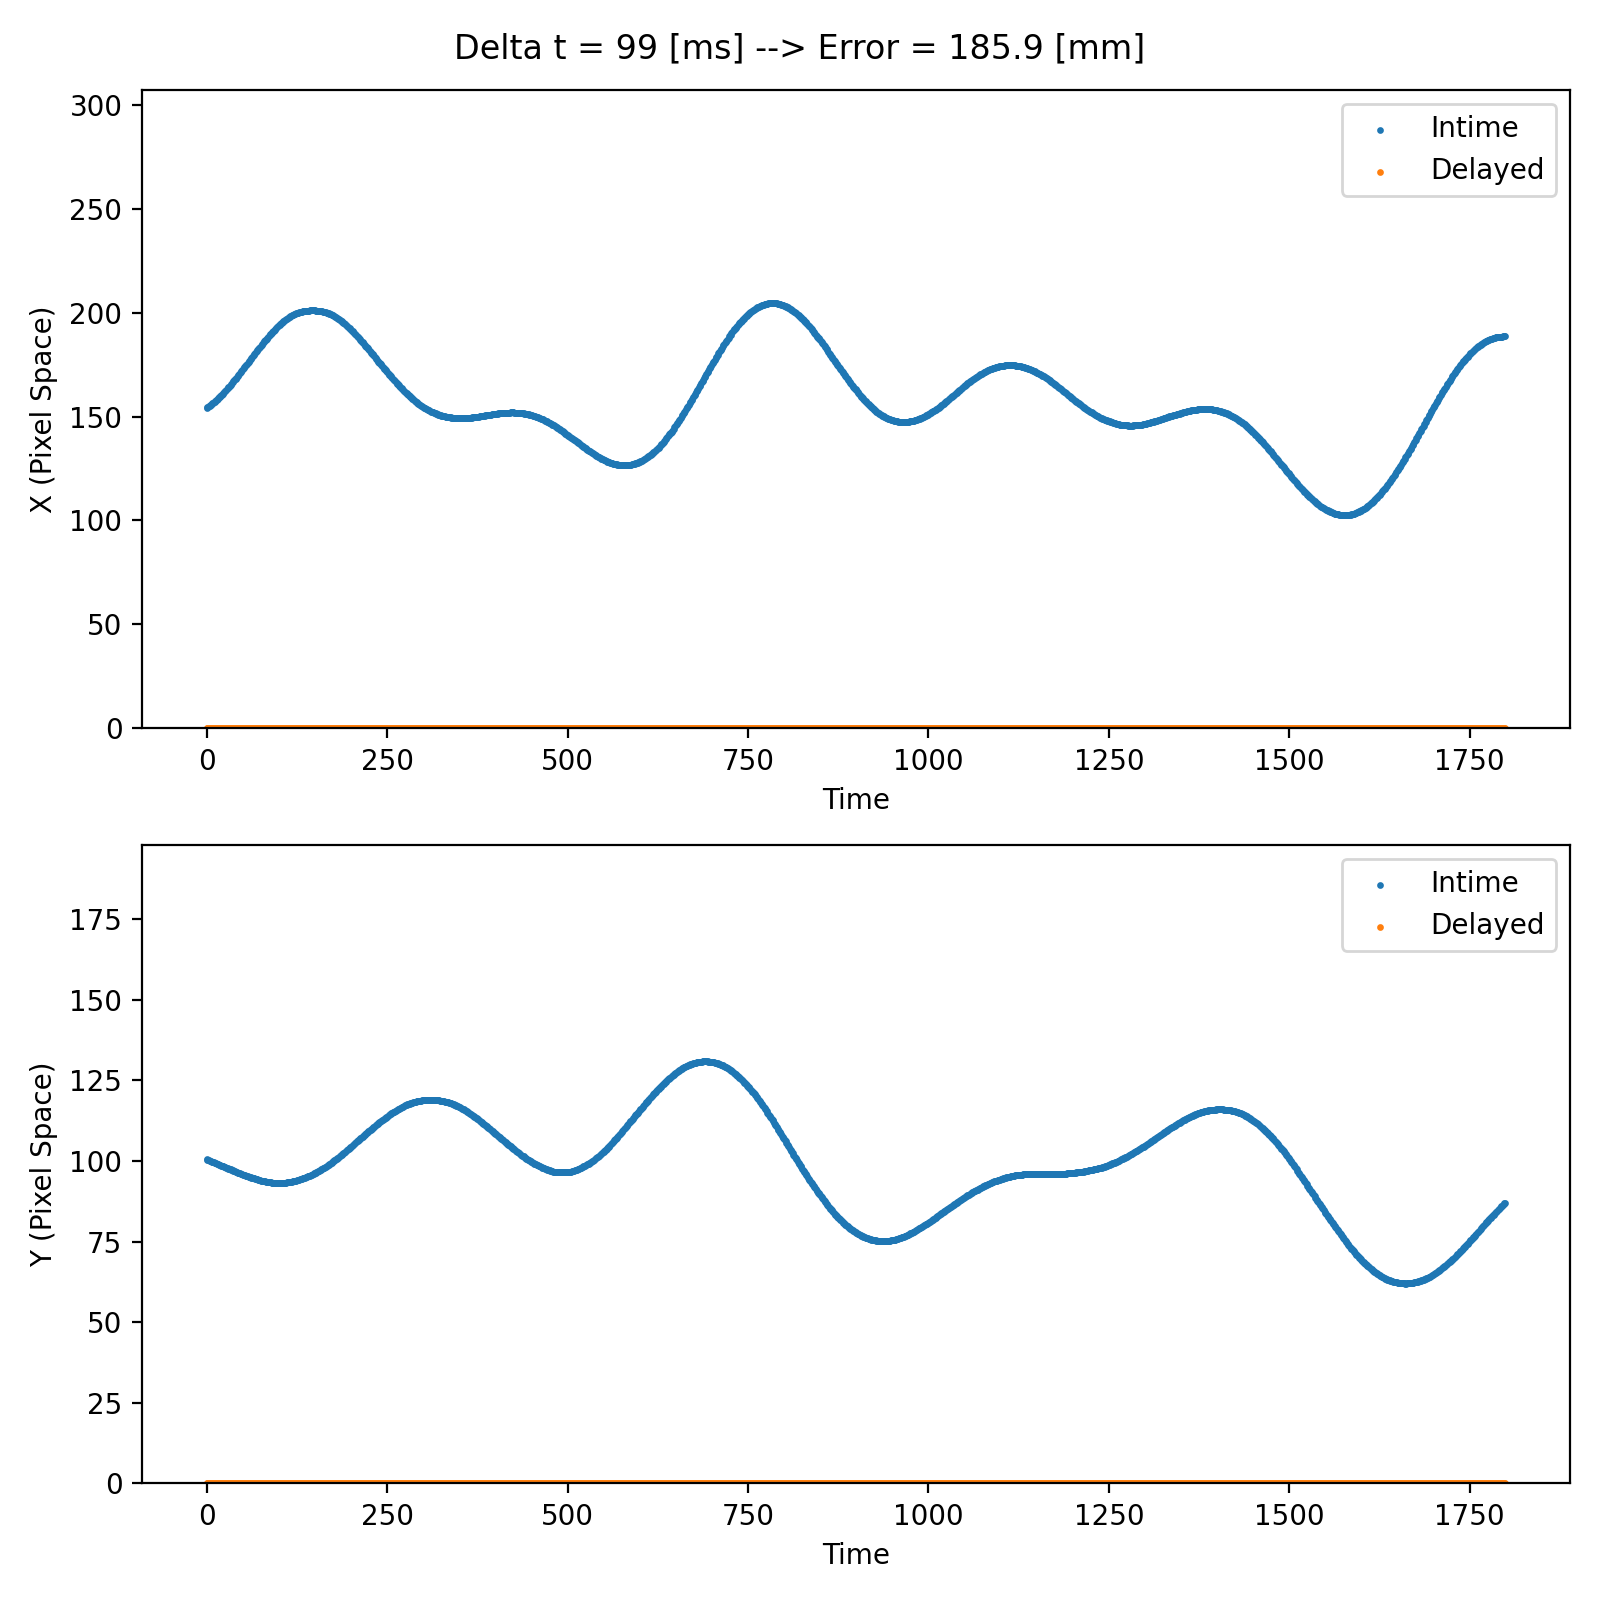 Delta t = 99 [ms] --> Error = 185.9 [mm]
300
250
200
150
100
50
0
X (Pixel Space)
Intime
Delayed
0 250 500 750 1000 1250 1500 1750
Time
175
150
125
100
75
50
25
0
Y (Pixel Space)
Intime
Delayed
0 250 500 750 1000 1250 1500 1750
Time